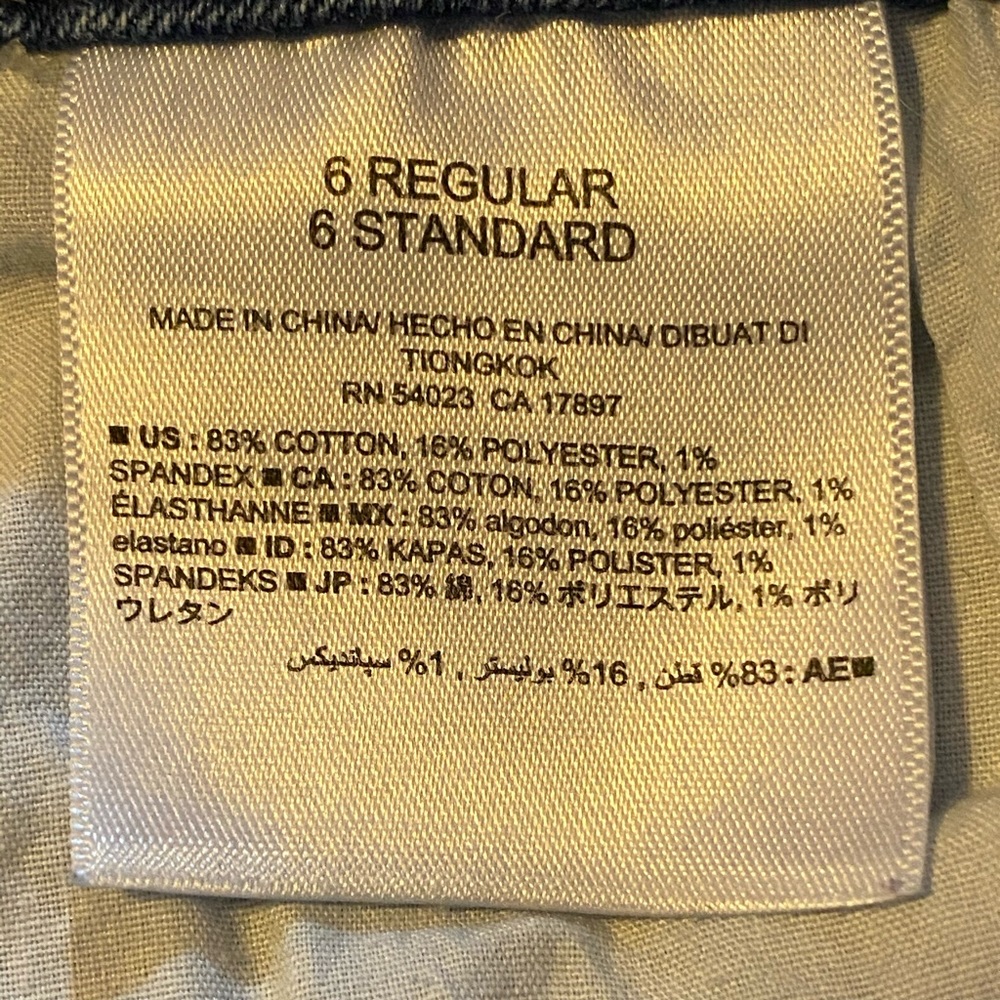 6 REGULAR
6 STANDARD
MADE IN CHINA/ HECHO EN CHINA/ DIBUAT DI
TIONGKOK
RN 54023 CA 17897
■ US : 83% COTTON, 16% POLYESTER, 1%
SPANDEX ■ CA : 83% COTON, 16% POLYESTER, 1%
ÉLASTHANNE ■ MX : 83% algodon, 16% poliéster, 1%
elastano ■ ID : 83% KAPAS, 16% POLISTER, 1%
SPANDEKS ■ JP : 83% 綿, 16% ポリエステル, 1% ポリ
ウレタン
■AE : 83% قطن , 16% بوليستر , 1% سپانديكس